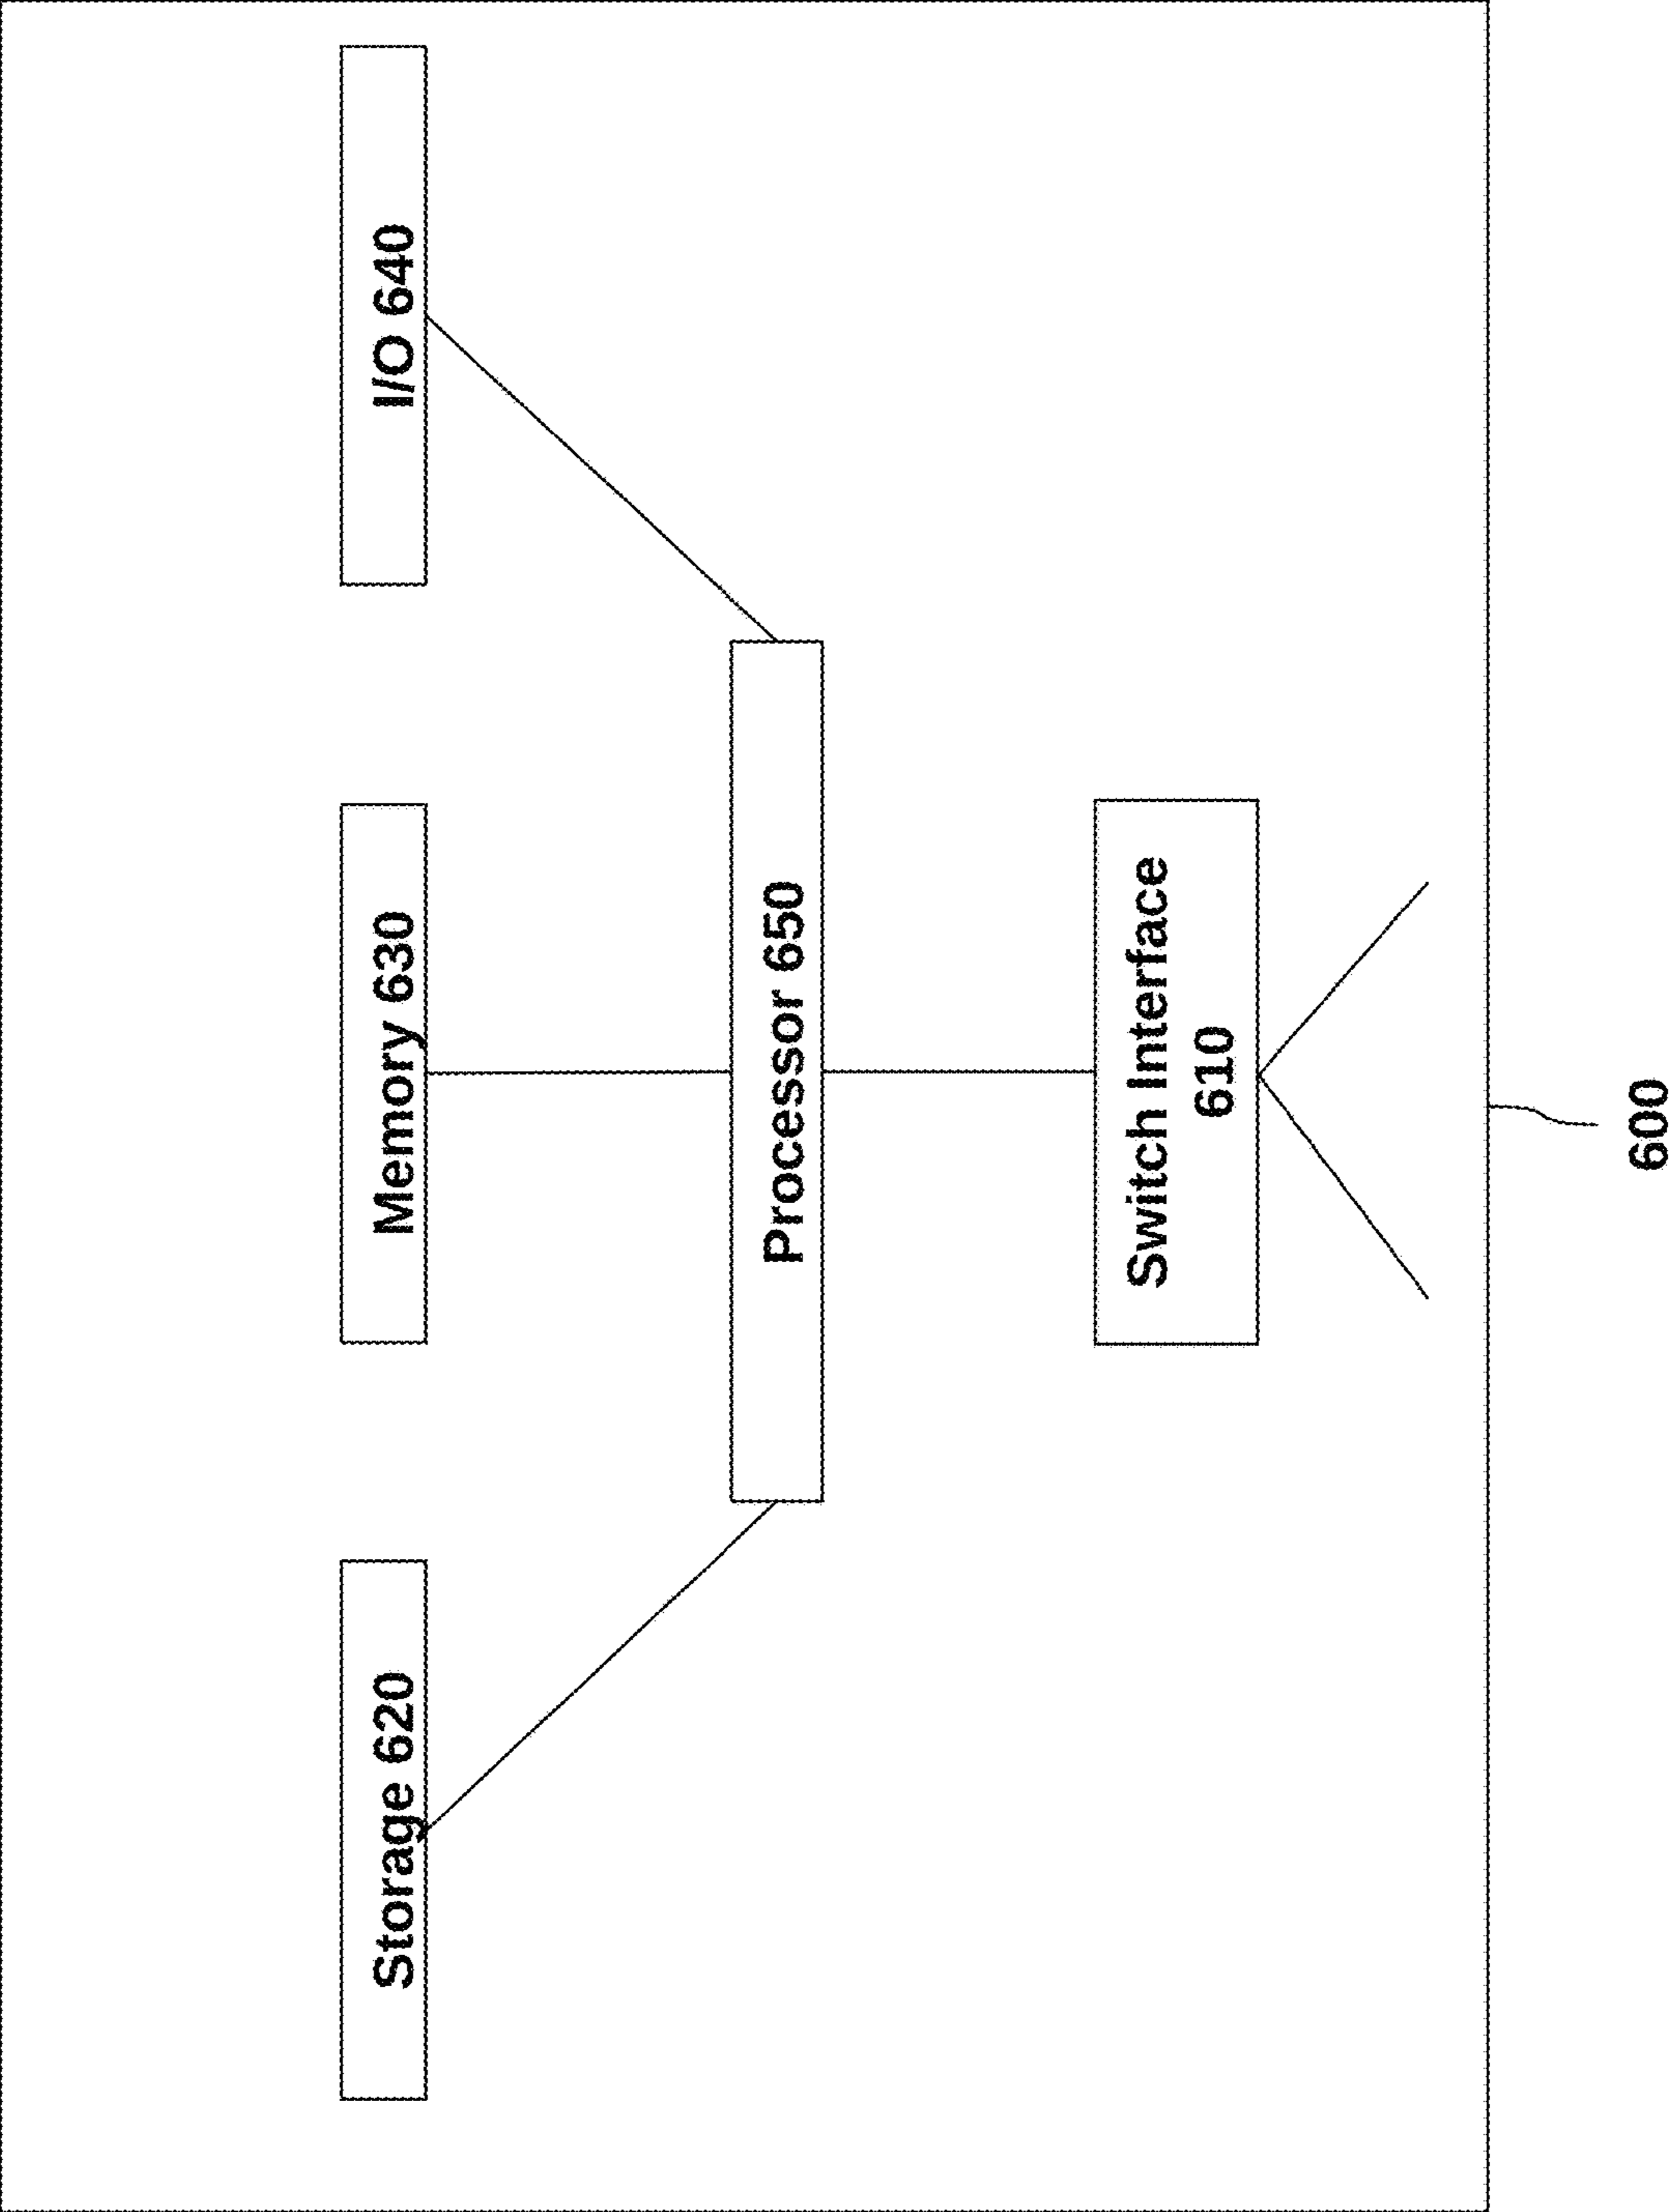 Storage 620
Memory 630
I/O 640
Processor 650
Switch Interface
610
600